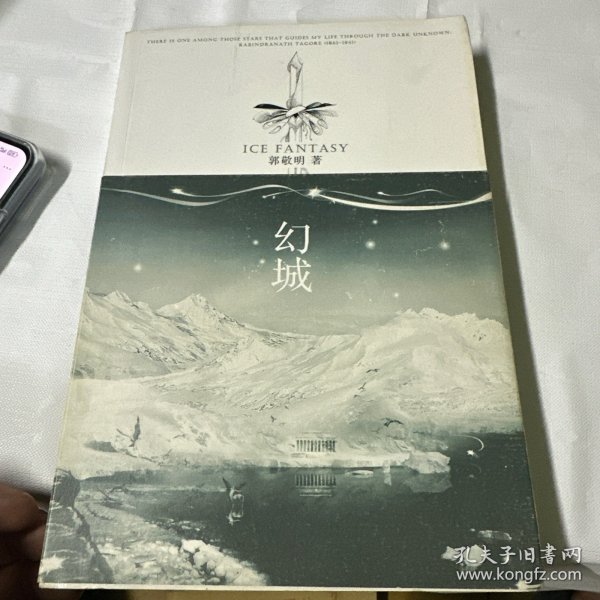 THERE IS ONE AMONG THOSE STARS THAT GUIDES MY LIFE THROUGH THE DARK UNKNOWN.
RABINDRANATH TAGORE (1861-1941)
ICE FANTASY
郭敬明 著
幻城
孔夫子旧书网
www.kongfz.com